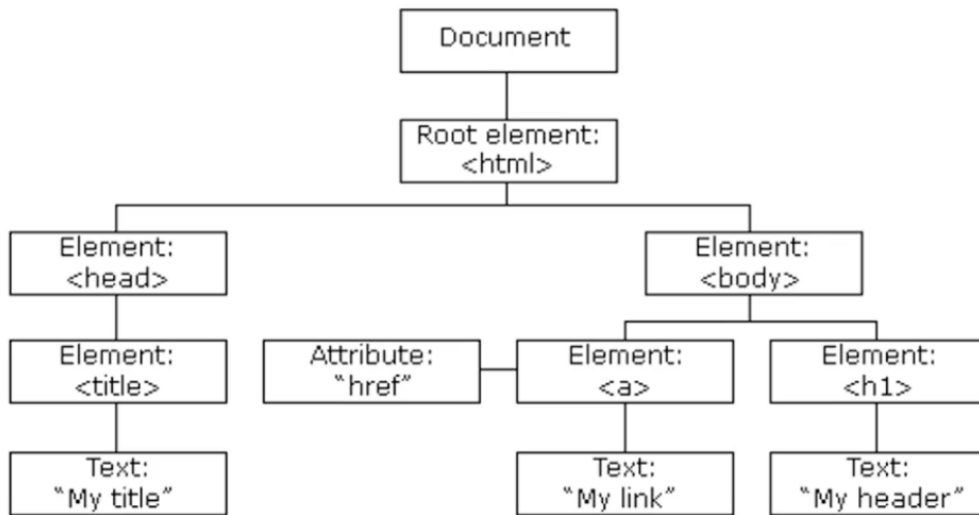 Document
Root element:
<html>
Element:
<head>
Element:
<body>
Element:
<title>
Attribute:
“href”
Element:
<a>
Element:
<h1>
Text:
“My title”
Text:
“My link”
Text:
“My header”